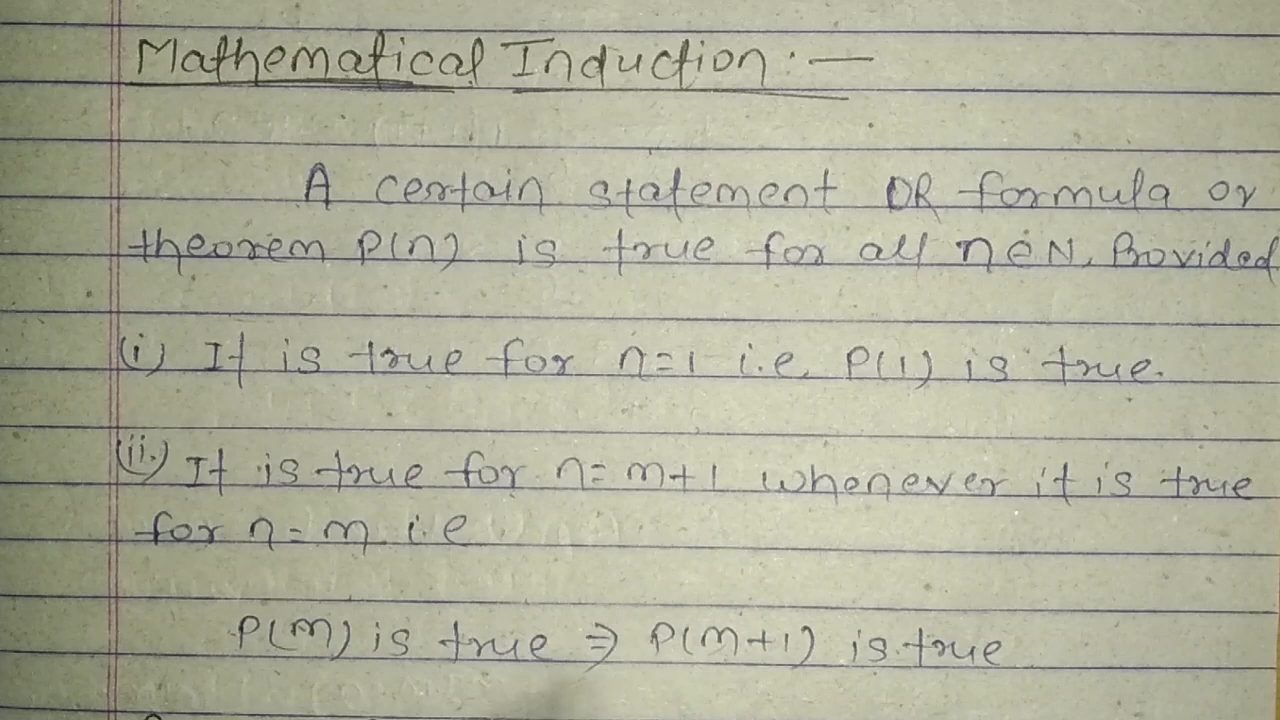 Mathematical Induction :—
A certain statement OR formula or
theorem P(n) is true for all n∈N, Provided
(i) It is true for n=1 i.e. P(1) is true.
(ii.) It is true for n=m+1 whenever it is true
for n=m i.e
P(m) is true ⇒ P(m+1) is true